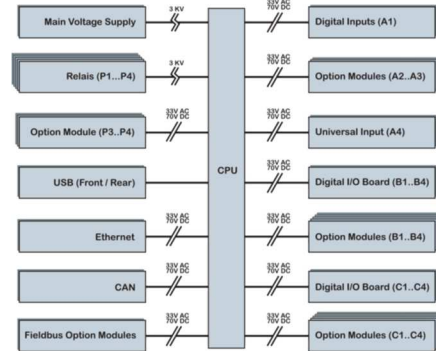 Main Voltage Supply
3 KV
33V AC
70V DC
Digital Inputs (A1)
Relais (P1...P4)
3 KV
33V AC
70V DC
Option Modules (A2...A3)
Option Module (P3...P4)
33V AC
70V DC
33V AC
70V DC
Universal Input (A4)
USB (Front / Rear)
CPU
33V AC
70V DC
Digital I/O Board (B1...B4)
Ethernet
33V AC
70V DC
33V AC
70V DC
Option Modules (B1...B4)
CAN
33V AC
70V DC
33V AC
70V DC
Digital I/O Board (C1...C4)
Fieldbus Option Modules
33V AC
70V DC
33V AC
70V DC
Option Modules (C1...C4)